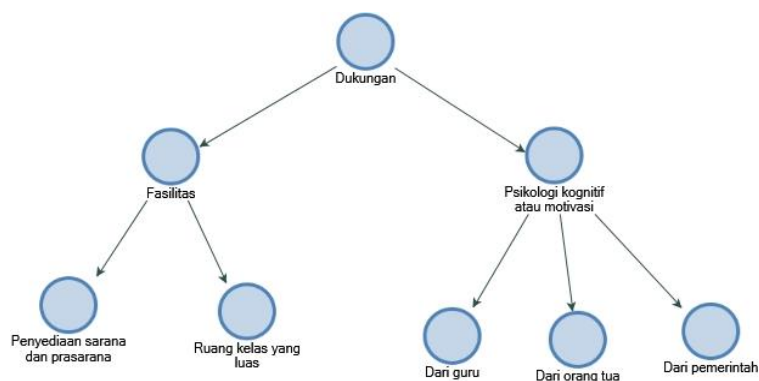 Dukungan
Fasilitas
Psikologi kognitif
atau motivasi
Penyediaan sarana
dan prasarana
Ruang kelas yang
luas
Dari guru
Dari orang tua
Dari pemerintah